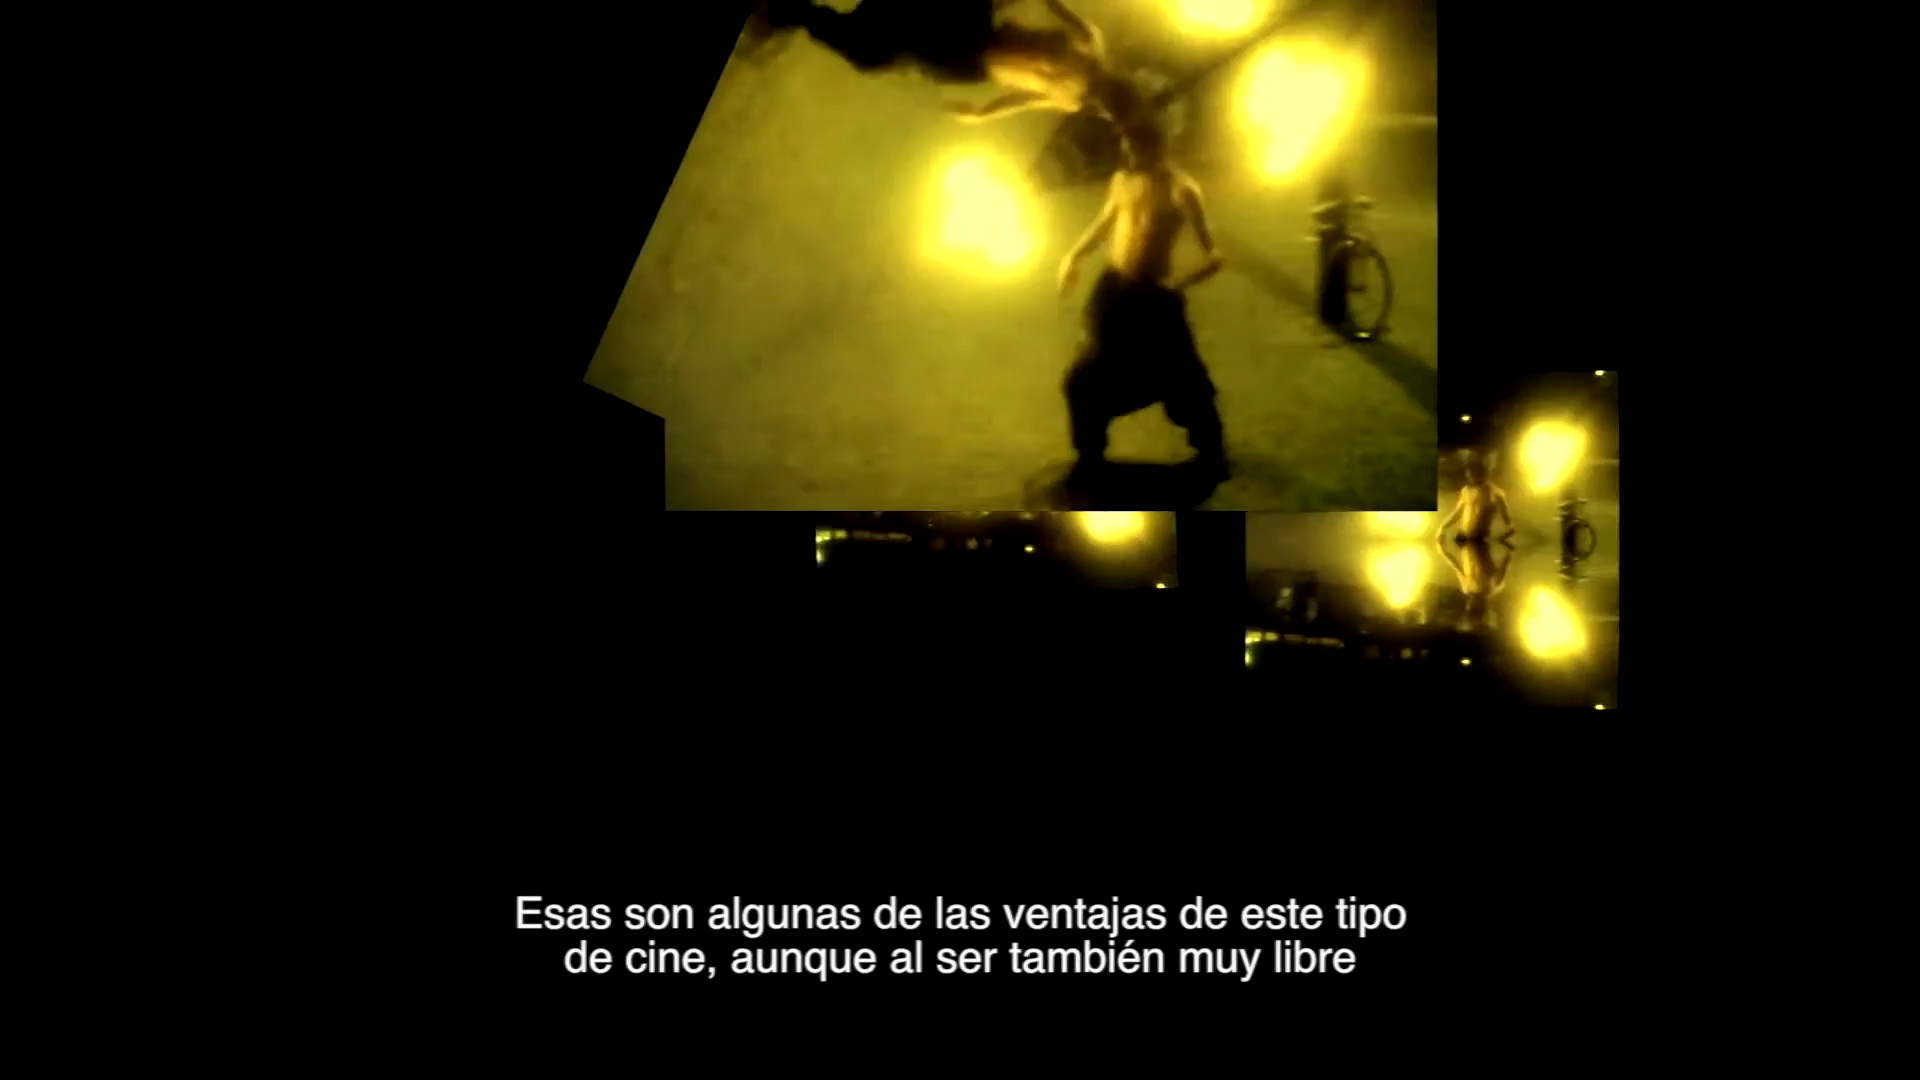 Esas son algunas de las ventajas de este tipo
de cine, aunque al ser también muy libre